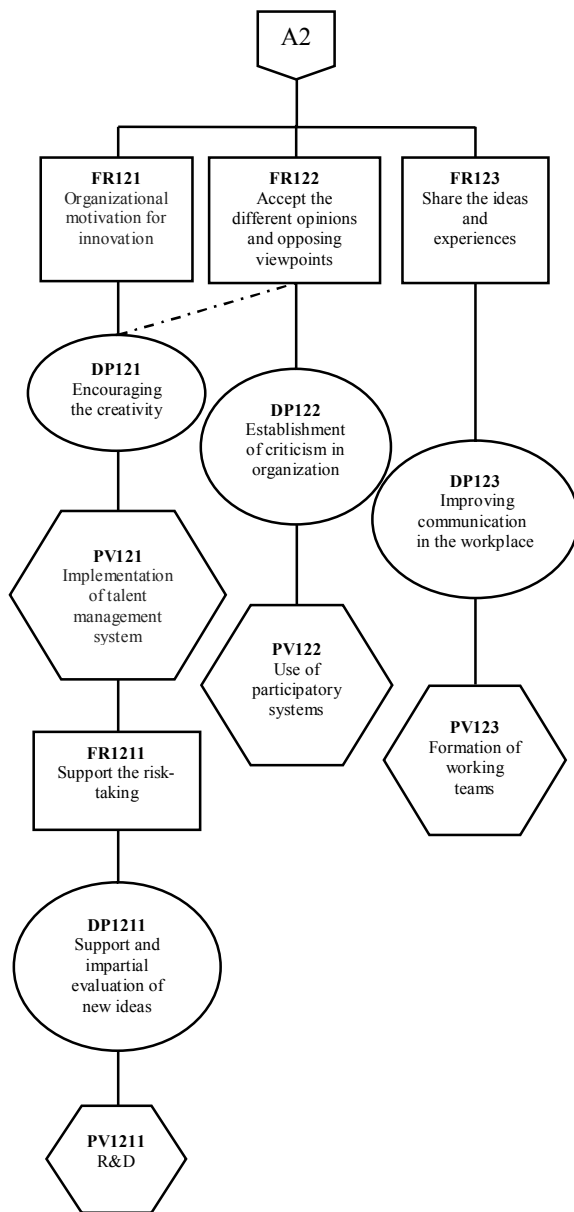 A2
FR121
Organizational
motivation for
innovation
FR122
Accept the
different opinions
and opposing
viewpoints
FR123
Share the ideas
and
experiences
DP121
Encouraging
the creativity
DP122
Establishment
of criticism in
organization
DP123
Improving
communication
in the workplace
PV121
Implementation
of talent
management
system
PV122
Use of
participatory
systems
PV123
Formation of
working
teams
FR1211
Support the risk-
taking
DP1211
Support and
impartial
evaluation of
new ideas
PV1211
R&D